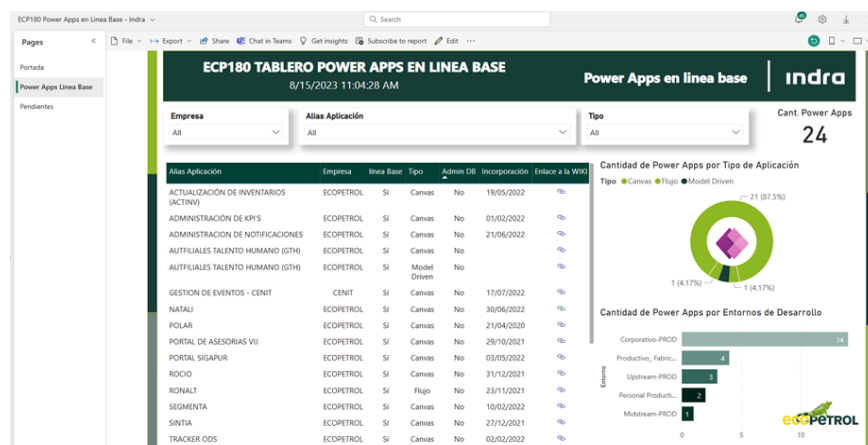 ECP180 Power Apps en Linea Base - Indra
Search
Pages
File
Export
Share
Chat in Teams
Get insights
Subscribe to report
Edit
Portada
Power Apps Linea Base
Pendientes
ECP180 TABLERO POWER APPS EN LINEA BASE
8/15/2023 11:04:28 AM
Power Apps en linea base
indra
Empresa
All
Alias Aplicación
All
Tipo
All
Cant. Power Apps
24
Alias Aplicación Empresa línea Base Tipo Admin DB Incorporación Enlace a la WIKI
ACTUALIZACIÓN DE INVENTARIOS (ACTINV) ECOPETROL Sí Canvas No 19/05/2022
ADMINISTRACIÓN DE KPI'S ECOPETROL Sí Canvas No 01/02/2022
ADMINISTRACION DE NOTIFICACIONES ECOPETROL Sí Canvas No 21/06/2022
AUTFILIALES TALENTO HUMANO (GTH) ECOPETROL Sí Canvas No
AUTFILIALES TALENTO HUMANO (GTH) ECOPETROL Sí Model Driven No
GESTION DE EVENTOS - CENIT CENIT Sí Canvas No 17/07/2022
NATALI ECOPETROL Sí Canvas No 30/06/2022
POLAR ECOPETROL Sí Canvas No 21/04/2020
PORTAL DE ASESORIAS VIJ ECOPETROL Sí Canvas No 29/10/2021
PORTAL SIGAPUR ECOPETROL Sí Canvas No 03/05/2022
ROCIO ECOPETROL Sí Canvas No 31/12/2021
RONALT ECOPETROL Sí Flujo No 23/11/2021
SEGMENTA ECOPETROL Sí Canvas No 10/02/2022
SINTIA ECOPETROL Sí Canvas No 27/12/2021
TRACKER ODS ECOPETROL Sí Canvas No 02/02/2022
Cantidad de Power Apps por Tipo de Aplicación
Tipo Canvas Flujo Model Driven
21 (87.5%)
1 (4.17%)
1 (4.17%)
Cantidad de Power Apps por Entornos de Desarrollo
Entorno
Corporativo-PROD 14
Productivo_ Fabric... 4
Upstream-PROD 3
Personal Producti... 2
Midstream-PROD 1
0 5 10
ECOPETROL